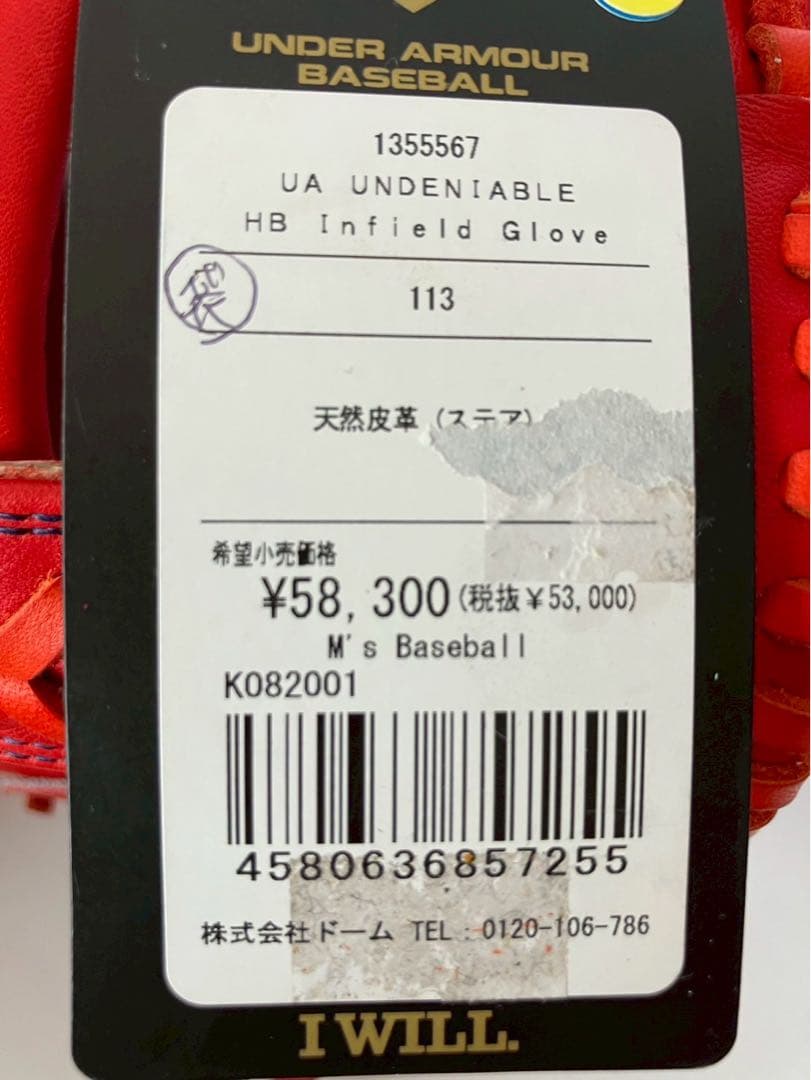 UNDER ARMOUR
BASEBALL
1355567
UA UNDENIABLE
HB Infield Glove
袋
113
天然皮革（ステア）
希望小売価格
¥58,300(税抜¥53,000)
M's Baseball
K082001
4580636857255
株式会社ドーム TEL：0120-106-786
I WILL.